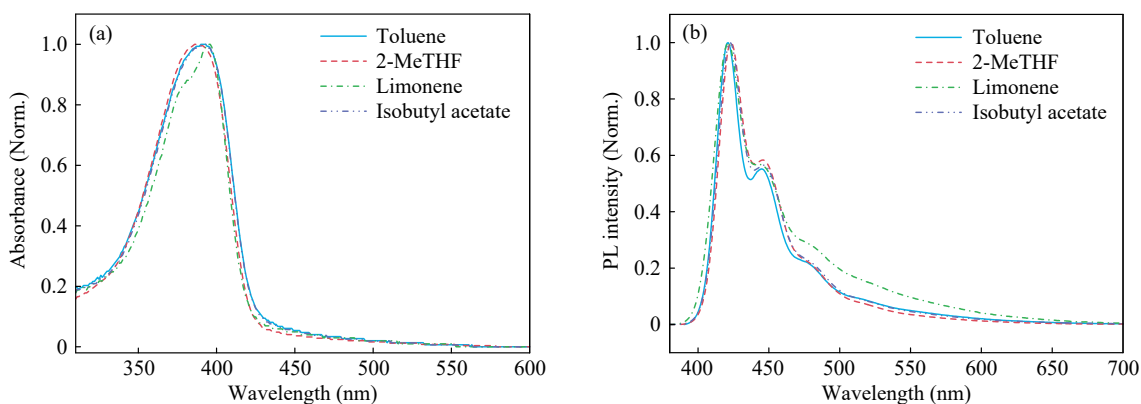 (a)
Toluene
2-MeTHF
Limonene
Isobutyl acetate
Absorbance (Norm.)
1.0
0.8
0.6
0.4
0.2
0
350 400 450 500 550 600
Wavelength (nm)
(b)
Toluene
2-MeTHF
Limonene
Isobutyl acetate
PL intensity (Norm.)
1.0
0.8
0.6
0.4
0.2
0
400 450 500 550 600 650 700
Wavelength (nm)